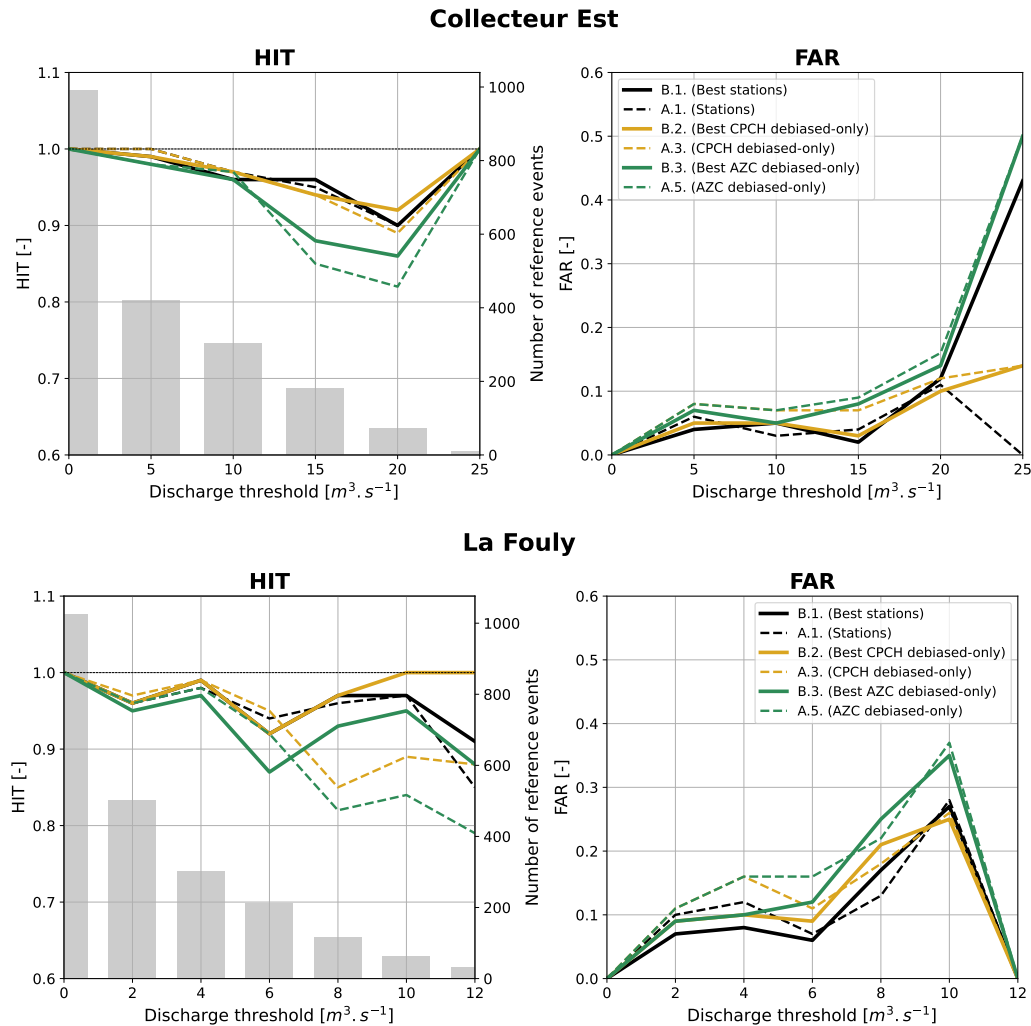 Collecteur Est
HIT
1.1
1.0
0.9
0.8
0.7
0.6
HIT [-]
0
5
10
15
20
25
Discharge threshold [m³.s⁻¹]
1000
800
600
400
200
0
Number of reference events
FAR
0.6
0.5
0.4
0.3
0.2
0.1
0.0
FAR [-]
B.1. (Best stations)
A.1. (Stations)
B.2. (Best CPCH debiased-only)
A.3. (CPCH debiased-only)
B.3. (Best AZC debiased-only)
A.5. (AZC debiased-only)
0
5
10
15
20
25
Discharge threshold [m³.s⁻¹]
La Fouly
HIT
1.1
1.0
0.9
0.8
0.7
0.6
HIT [-]
0
2
4
6
8
10
12
Discharge threshold [m³.s⁻¹]
1000
800
600
400
200
0
Number of reference events
FAR
0.6
0.5
0.4
0.3
0.2
0.1
0.0
FAR [-]
B.1. (Best stations)
A.1. (Stations)
B.2. (Best CPCH debiased-only)
A.3. (CPCH debiased-only)
B.3. (Best AZC debiased-only)
A.5. (AZC debiased-only)
0
2
4
6
8
10
12
Discharge threshold [m³.s⁻¹]